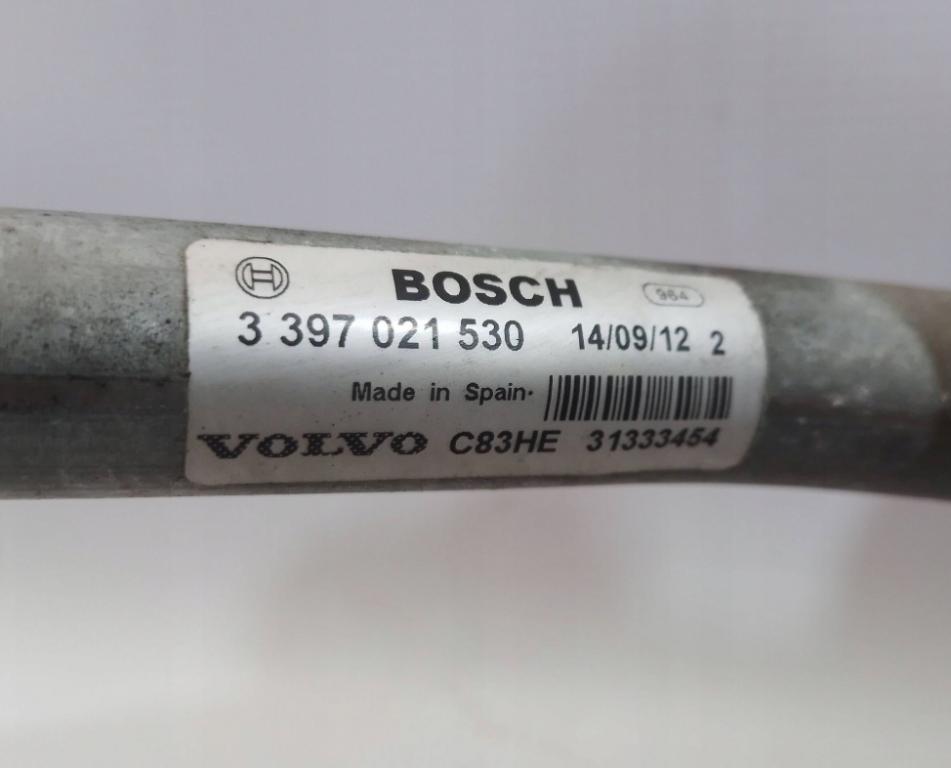 BOSCH 964
3 397 021 530 14/09/12 2
Made in Spain
VOLVO C83HE 31333454